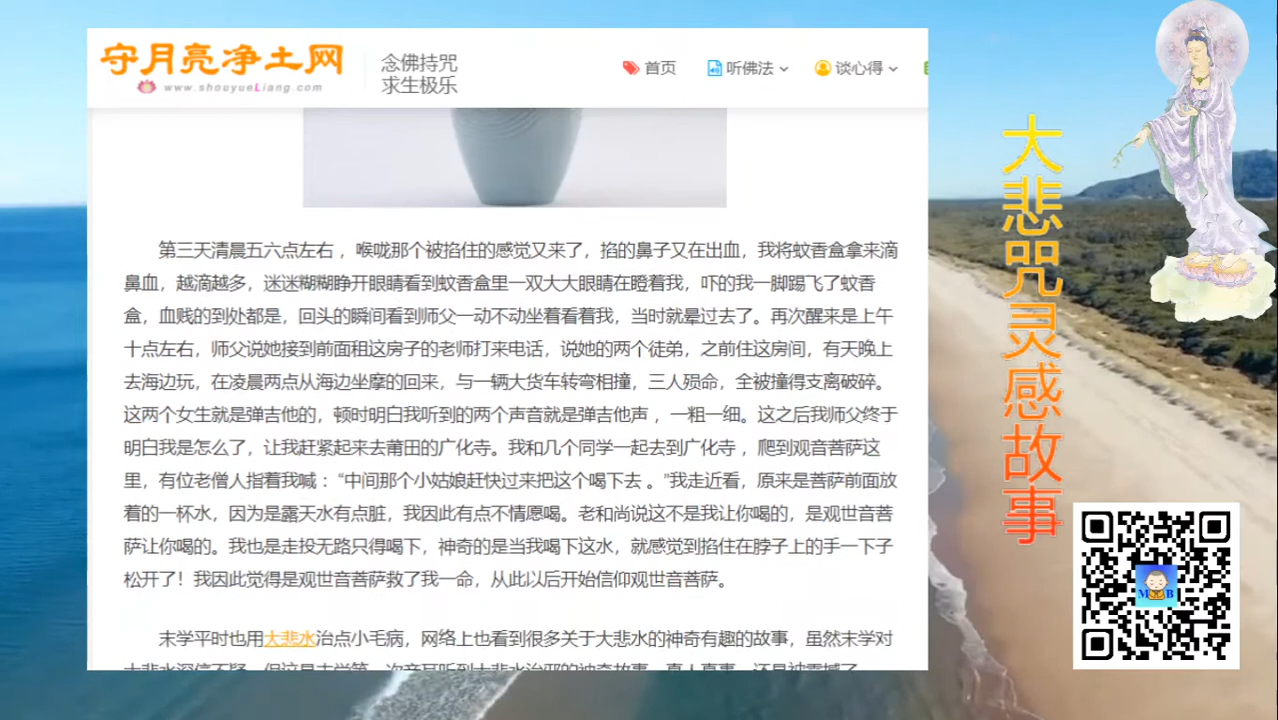 守月亮净土网
www.shouyueLiang.com
念佛持咒
求生极乐
首页
听佛法
谈心得
第三天清晨五六点左右 ，喉咙那个被掐住的感觉又来了，掐的鼻子又在出血，我将蚊香盒拿来滴
鼻血，越滴越多，迷迷糊糊睁开眼睛看到蚊香盒里一双大大眼睛在瞪着我，吓的我一脚踢飞了蚊香
盒，血贱的到处都是，回头的瞬间看到师父一动不动坐着看着我，当时就晕过去了。再次醒来是上午
十点左右，师父说她接到前面租这房子的老师打来电话，说她的两个徒弟，之前住这房间，有天晚上
去海边玩，在凌晨两点从海边坐摩的回来，与一辆大货车转弯相撞，三人殒命，全被撞得支离破碎。
这两个女生就是弹吉他的，顿时明白我听到的两个声音就是弹吉他声 ，一粗一细。这之后我师父终于
明白我是怎么了，让我赶紧起来去莆田的广化寺。我和几个同学一起去到广化寺 ，爬到观音菩萨这
里，有位老僧人指着我喊 ：“中间那个小姑娘赶快过来把这个喝下去 。”我走近看，原来是菩萨前面放
着的一杯水，因为是露天水有点脏，我因此有点不情愿喝。老和尚说这不是我让你喝的，是观世音菩
萨让你喝的。我也是走投无路只得喝下，神奇的是当我喝下这水，就感觉到掐住在脖子上的手一下子
松开了！我因此觉得是观世音菩萨救了我一命，从此以后开始信仰观世音菩萨。
末学平时也用大悲水治点小毛病，网络上也看到很多关于大悲水的神奇有趣的故事，虽然末学对
大悲咒灵感故事
M B